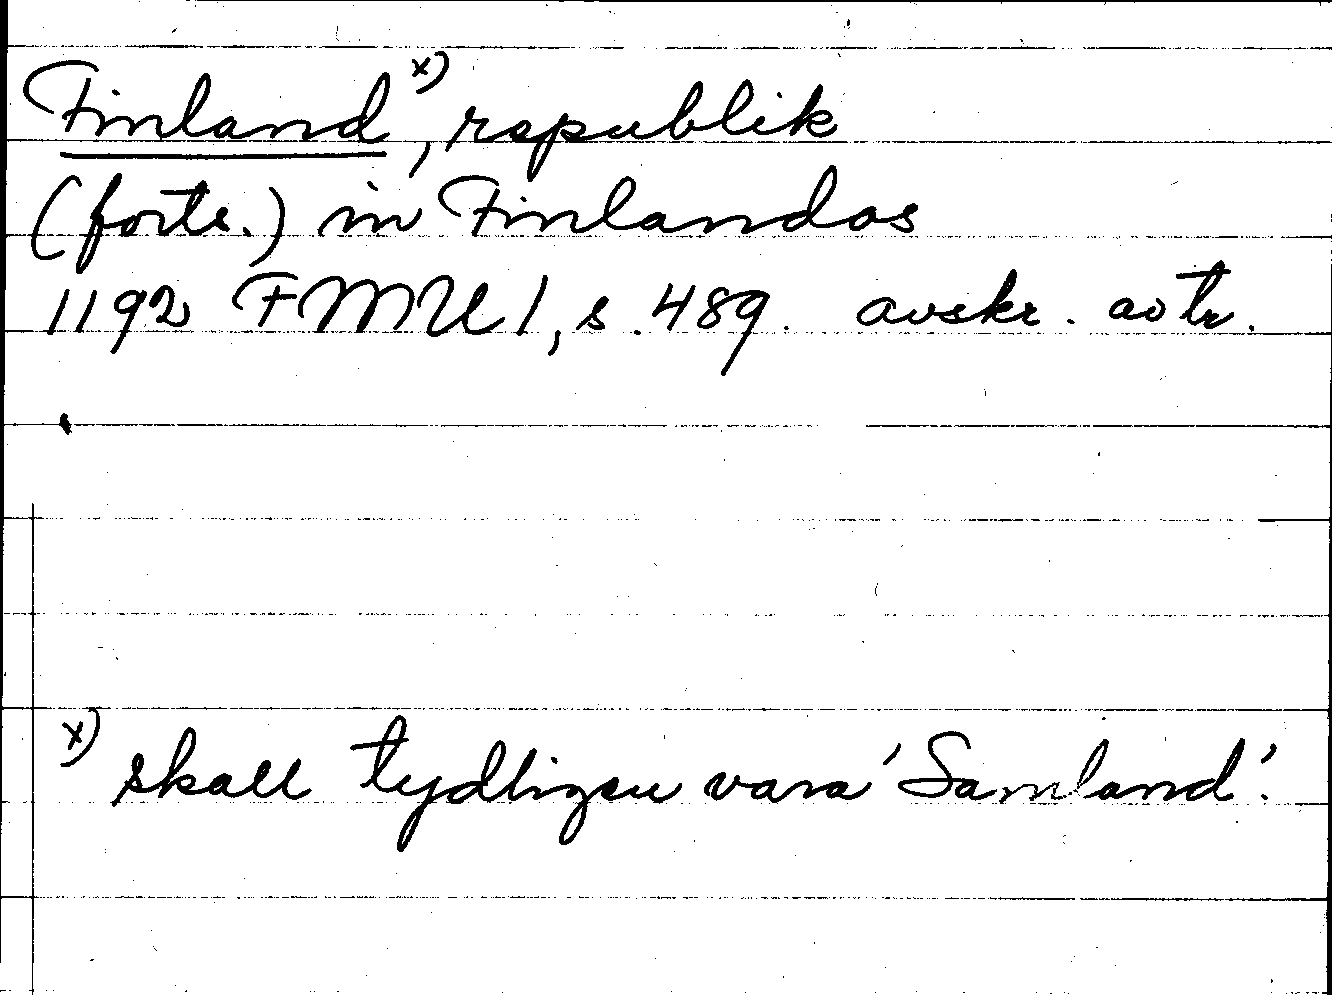 Finland x), republik
(forts.) in Finlandos
1192 FMU 1, s. 489. avskr. av tr.
x) skall tydligen vara 'Samland'.